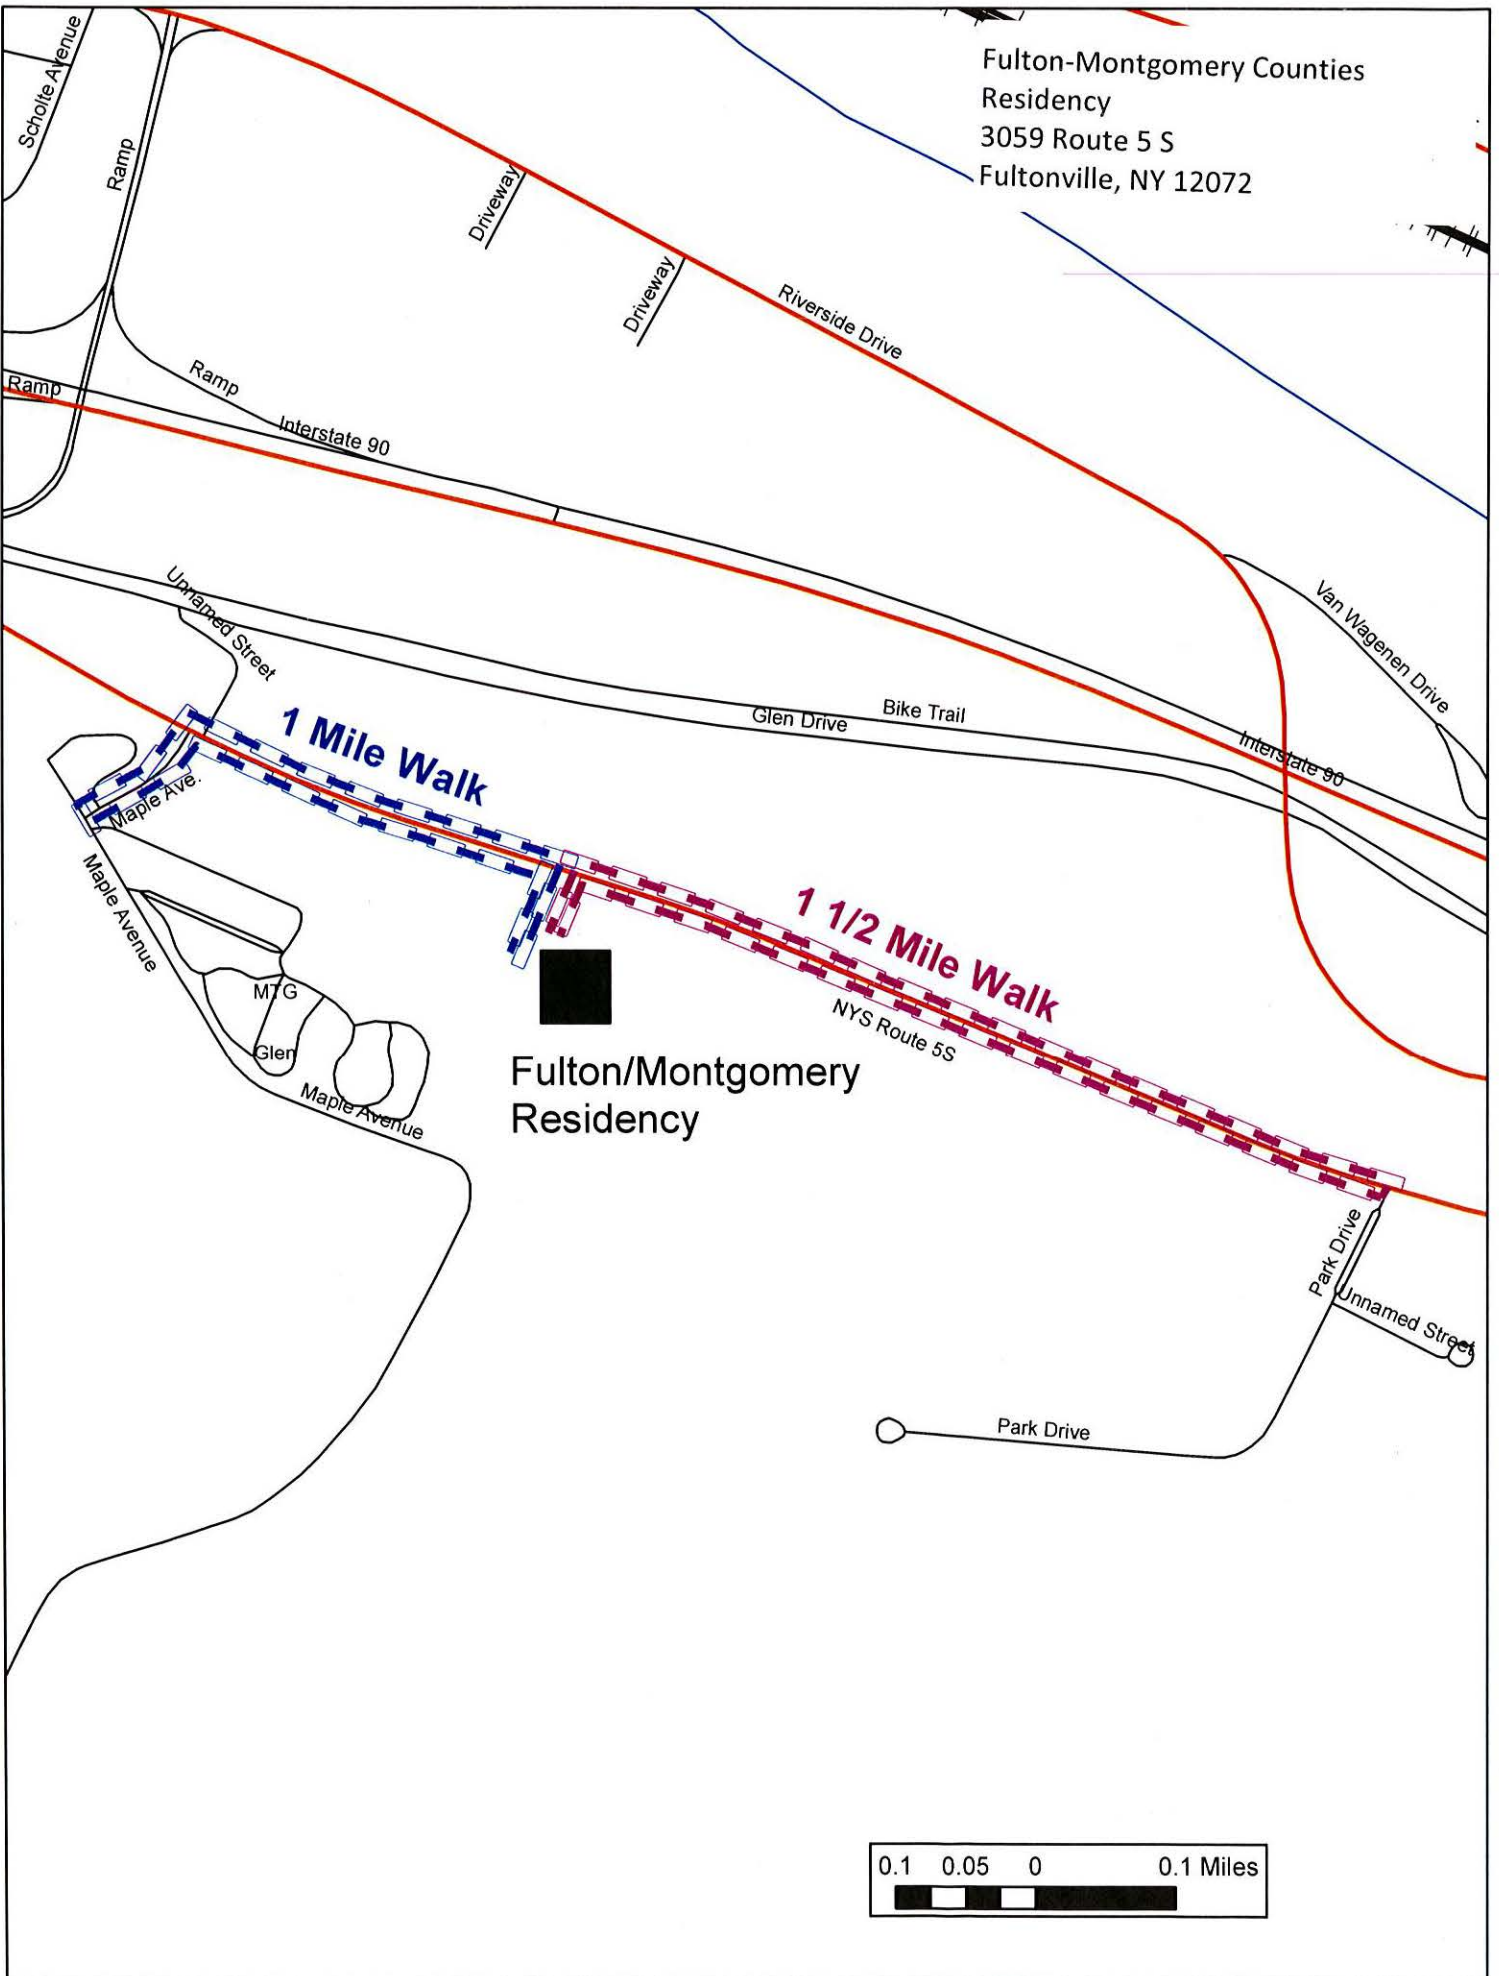 Fulton-Montgomery Counties
Residency
3059 Route 5 S
Fultonville, NY 12072
Scholte Avenue
Ramp
Driveway
Driveway
Riverside Drive
Ramp
Ramp
Interstate 90
Unnamed Street
Van Wagenen Drive
Glen Drive
Bike Trail
Interstate 90
1 Mile Walk
Maple Ave.
Maple Avenue
1 1/2 Mile Walk
NYS Route 5S
MTG
Glen
Maple Avenue
Fulton/Montgomery
Residency
Park Drive
Unnamed Street
Park Drive
0.1 0.05 0 0.1 Miles